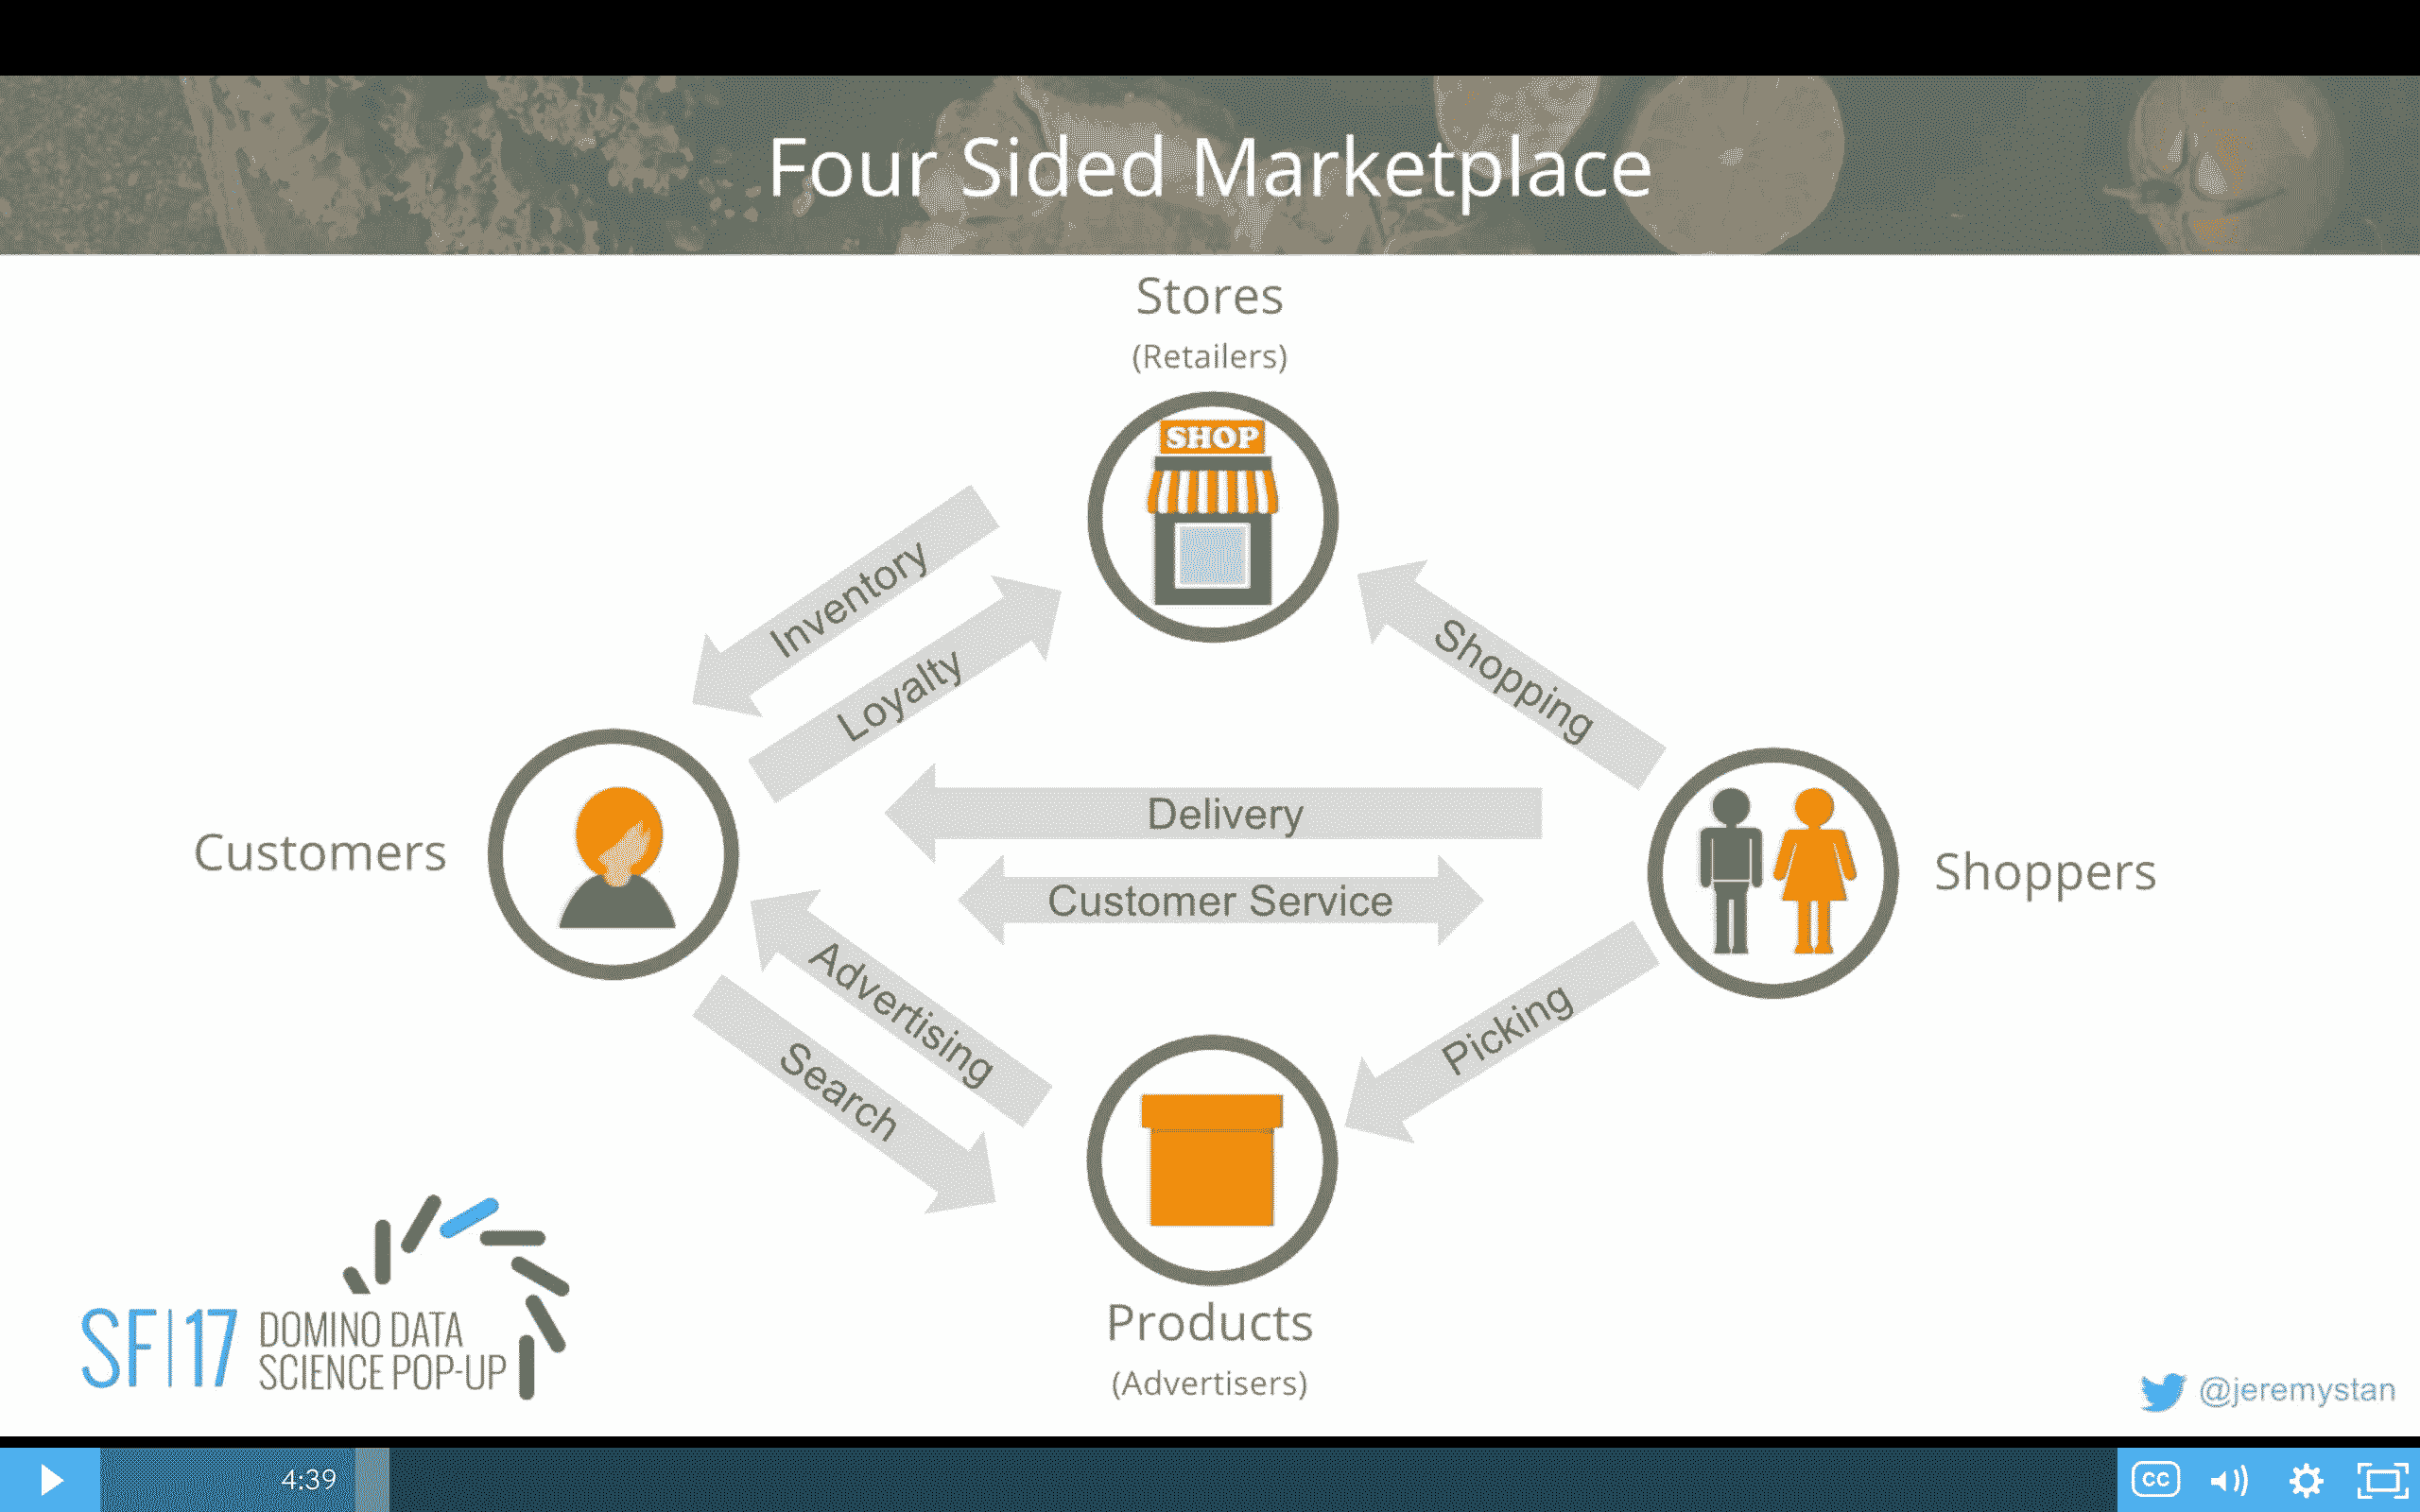 Four Sided Marketplace
Stores
(Retailers)
SHOP
Inventory
Loyalty
Shopping
Delivery
Customers
Customer Service
Shoppers
Advertising
Search
Picking
Products
(Advertisers)
SF|17 DOMINO DATA
SCIENCE POP-UP
@jeremystan
4:39
CC